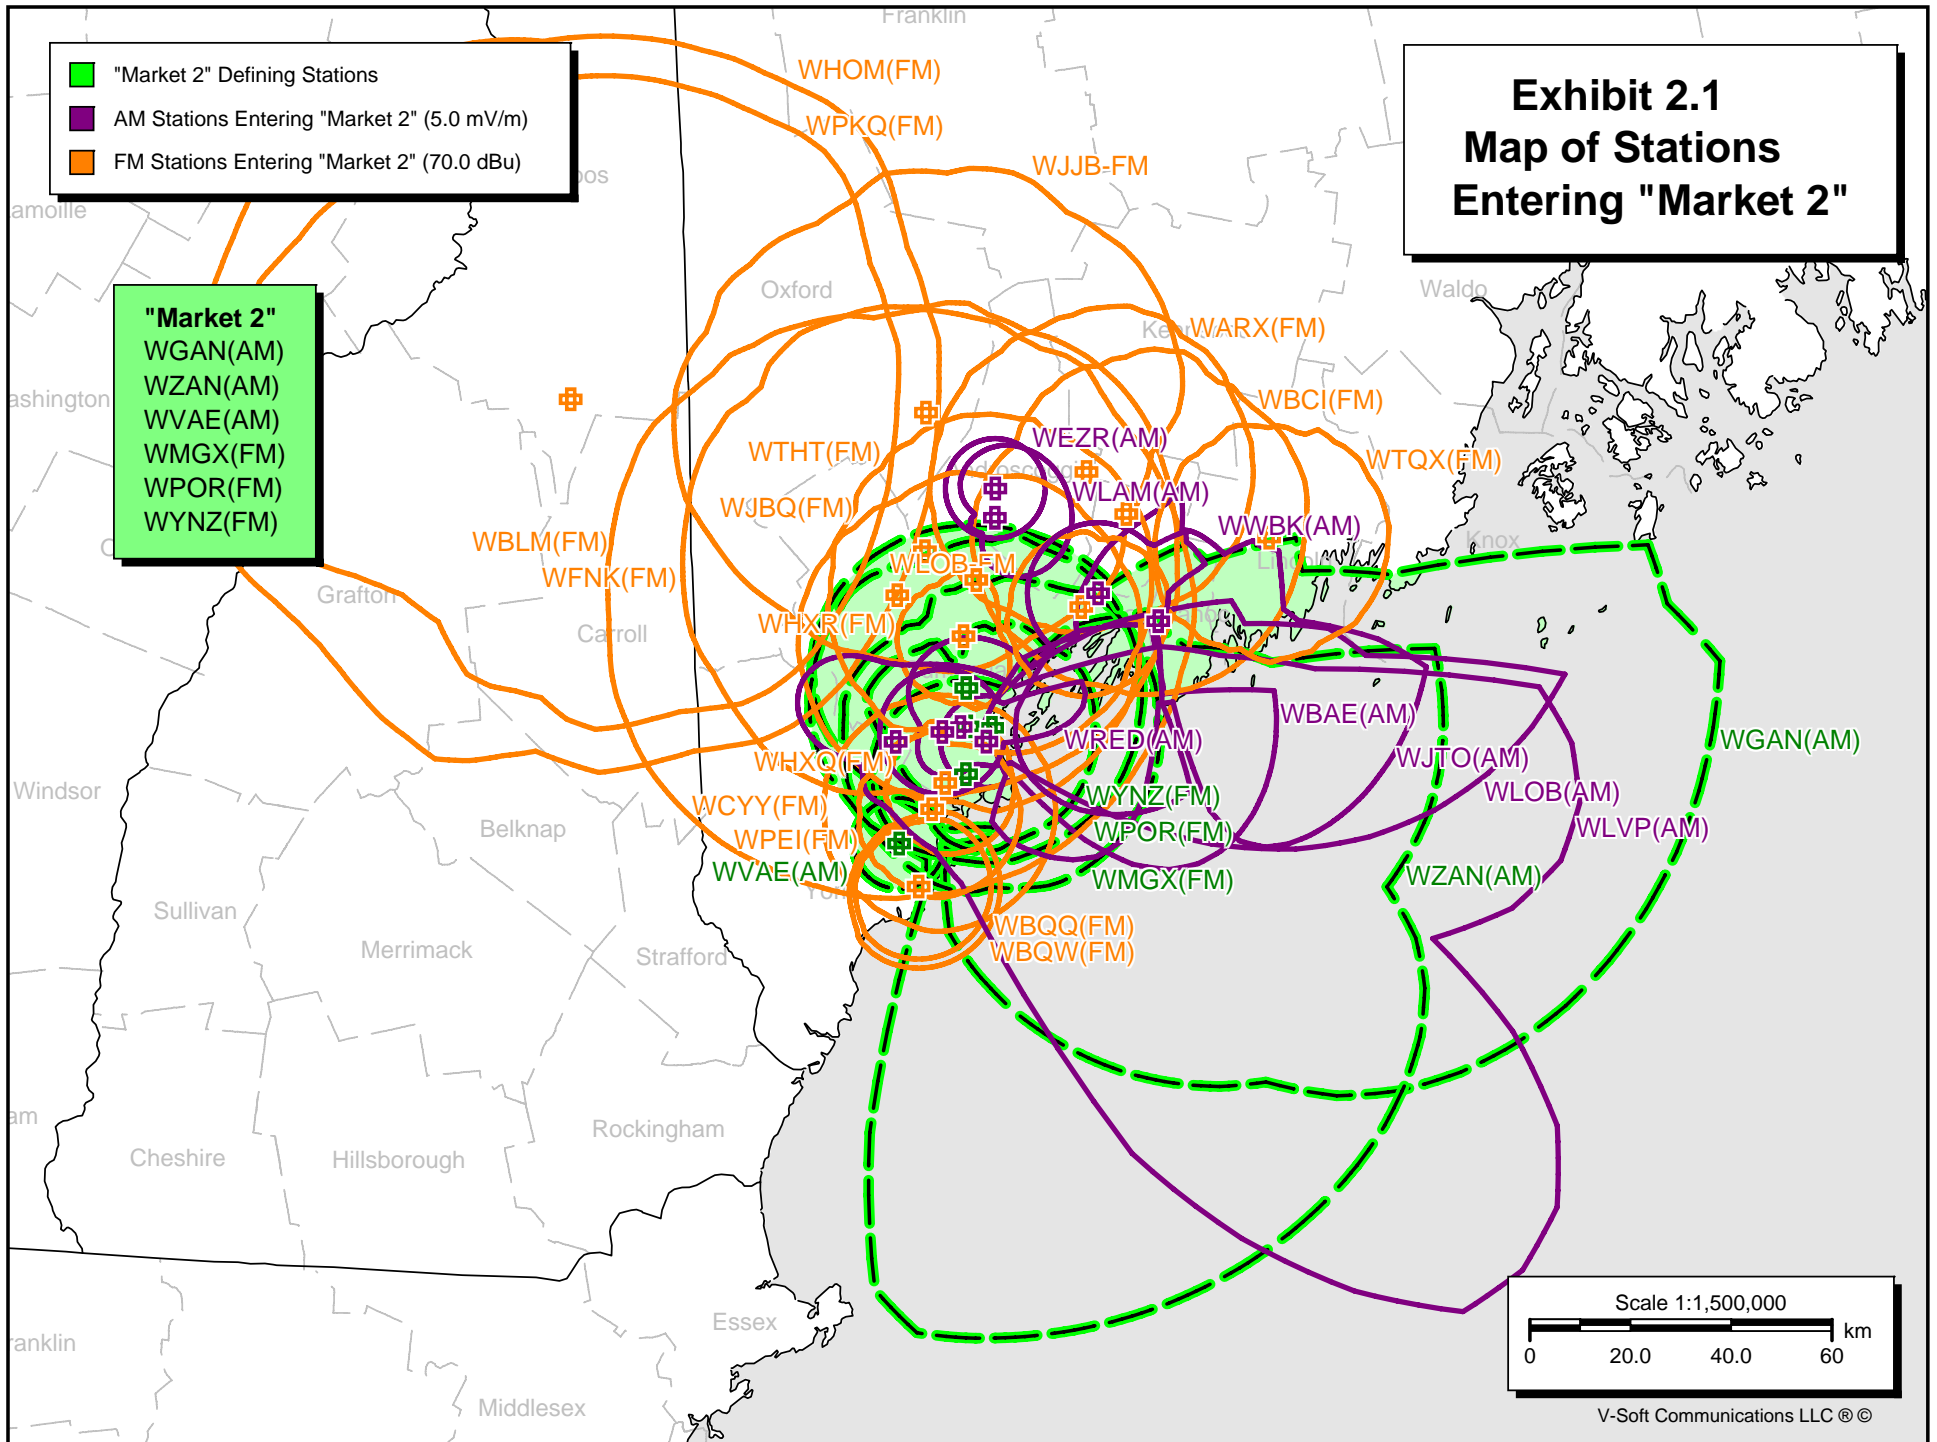 Franklin
"Market 2" Defining Stations
AM Stations Entering "Market 2" (5.0 mV/m)
FM Stations Entering "Market 2" (70.0 dBu)
Exhibit 2.1
Map of Stations
Entering "Market 2"
WHOM(FM)
WPKQ(FM)
WJJB-FM
oos
amoille
Oxford
Waldo
"Market 2"
WGAN(AM)
WZAN(AM)
WVAE(AM)
WMGX(FM)
WPOR(FM)
WYNZ(FM)
WARX(FM)
ashington
WBCI(FM)
WEZR(AM)
WTHT(FM)
WTQX(FM)
WLAM(AM)
WJBQ(FM)
WWBK(AM)
WBLM(FM)
Knox
WLOB-FM
Lincoln
WFNK(FM)
Grafton
WHXR(FM)
Carroll
WBAE(AM)
WRED(AM)
WGAN(AM)
WHXQ(FM)
WJTO(AM)
Windsor
WYNZ(FM)
WLOB(AM)
WCYY(FM)
Belknap
WPOR(FM)
WLVP(AM)
WPEI(FM)
WVAE(AM)
WMGX(FM)
WZAN(AM)
Sullivan
WBQQ(FM)
Merrimack
Strafford
WBQW(FM)
am
Rockingham
Cheshire
Hillsborough
Essex
Scale 1:1,500,000
km
0 20.0 40.0 60
ranklin
Middlesex
V-Soft Communications LLC ® ©